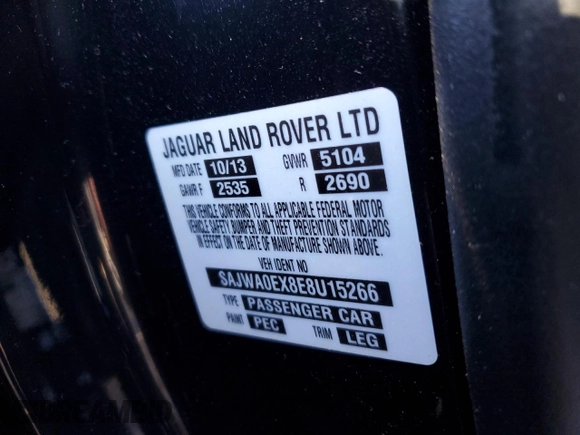 JAGUAR LAND ROVER LTD
MFD DATE 10/13 GVWR 5104
GAWR F 2535 R 2690
THIS VEHICLE CONFORMS TO ALL APPLICABLE FEDERAL MOTOR
VEHICLE SAFETY, BUMPER, AND THEFT PREVENTION STANDARDS
IN EFFECT ON THE DATE OF MANUFACTURE SHOWN ABOVE.
VEH IDENT NO
SAJWA0EX8E8U15266
TYPE PASSENGER CAR
PAINT PEC TRIM LEG